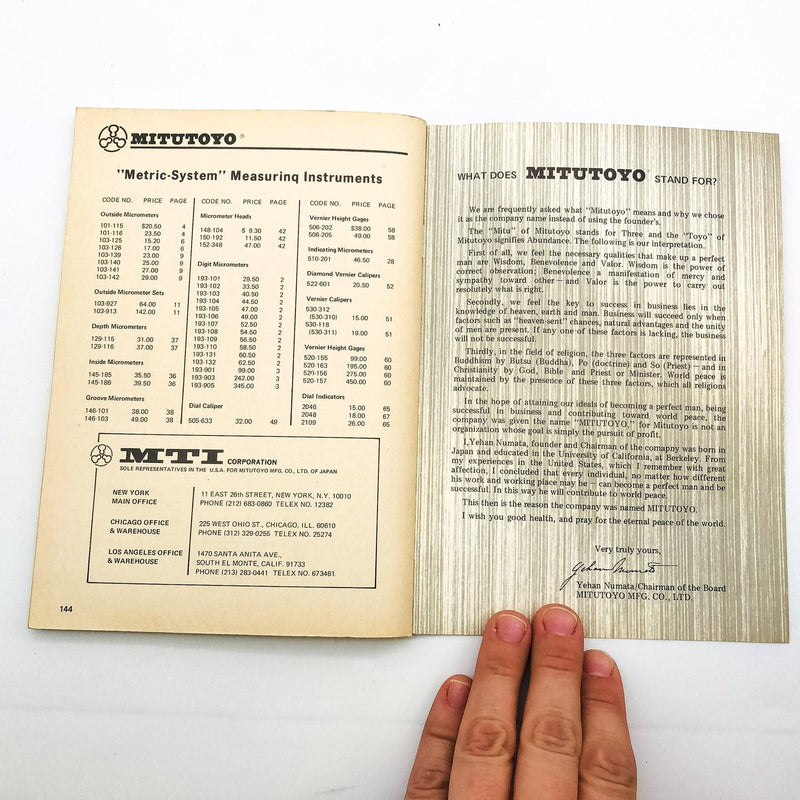 MITUTOYO®
"Metric-System" Measuring Instruments
CODE NO. PRICE PAGE
Outside Micrometers
101-115 $20.50 4
101-116 23.50 4
103-125 15.20 6
103-126 17.00 6
103-139 23.00 9
103-140 25.00 9
103-141 27.00 9
103-142 29.00 9
Outside Micrometer Sets
103-927 64.00 11
103-913 142.00 11
Depth Micrometers
129-115 31.00 37
129-116 37.00 37
Inside Micrometers
145-185 35.50 36
145-186 39.50 36
Groove Micrometers
146-101 38.00 38
146-103 49.00 38
CODE NO. PRICE PAGE
Micrometer Heads
148-104 $ 9.30 42
150-192 11.50 42
152-348 47.00 42
Digit Micrometers
193-101 29.50 2
193-102 33.50 2
193-103 40.50 2
193-104 44.50 2
193-105 47.00 2
193-106 49.00 2
193-107 52.50 2
193-108 54.50 2
193-109 56.50 2
193-110 58.50 2
193-131 60.50 2
193-132 62.50 2
193-901 99.00 3
193-903 242.00 3
193-905 345.00 3
Dial Caliper
505-633 32.00 49
CODE NO. PRICE PAGE
Vernier Height Gages
506-202 $38.00 58
506-205 49.00 58
Indicating Micrometers
510-201 46.50 28
Diamond Vernier Calipers
522-601 20.50 52
Vernier Calipers
530-312
(530-310) 15.00 51
530-118
(530-311) 19.00 51
Vernier Height Gages
520-155 99.00 60
520-163 195.00 60
520-156 275.00 60
520-157 450.00 60
Dial Indicators
2046 15.00 65
2048 18.00 67
2109 26.00 65
MTI CORPORATION
SOLE REPRESENTATIVES IN THE U.S.A. FOR MITUTOYO MFG. CO., LTD. OF JAPAN
NEW YORK
MAIN OFFICE
11 EAST 26th STREET, NEW YORK, N.Y. 10010
PHONE (212) 683-0860 TELEX NO. 12382
CHICAGO OFFICE
& WAREHOUSE
225 WEST OHIO ST., CHICAGO, ILL. 60610
PHONE (312) 329-0255 TELEX NO. 25274
LOS ANGELES OFFICE
& WAREHOUSE
1470 SANTA ANITA AVE.,
SOUTH EL MONTE, CALIF. 91733
PHONE (213) 283-0441 TELEX NO. 673461
144
WHAT DOES MITUTOYO STAND FOR?
We are frequently asked what "Mitutoyo" means and why we chose
it as the company name instead of using the founder's.
The "Mitu" of Mitutoyo stands for Three and the "Toyo" of
Mitutoyo signifies Abundance. The following is our interpretation.
First of all, we feel the necessary qualities that make up a perfect
man are Wisdom, Benevolence and Valor. Wisdom is the power of
correct observation; Benevolence a manifestation of mercy and
sympathy toward other — and Valor is the power to carry out
resolutely what is right.
Secondly, we feel the key to success in business lies in the
knowledge of heaven, earth and man. Business will succeed only when
factors such as "heaven-sent" chances, natural advantages and the unity
of men are present. If any one of these factors is lacking, the business
will not be successful.
Thirdly, in the field of religion, the three factors are represented in
Buddhism by Butsu (Buddha), Po (doctrine) and So (Priest) — and in
Christianity by God, Bible and Priest or Minister. World peace is
maintained by the presence of these three factors, which all religions
advocate.
In the hope of attaining our ideals of becoming a perfect man, being
successful in business and contributing toward world peace, the
company was given the name "MITUTOYO," for Mitutoyo is not an
organization whose goal is simply the pursuit of profit.
I, Yehan Numata, founder and Chairman of the comapny was born in
Japan and educated in the University of California, at Berkeley. From
my experiences in the United States, which I remember with great
affection, I concluded that every individual, no matter how different
his work and working place may be — can become a perfect man and be
successful. In this way he will contribute to world peace.
This then is the reason the company was named MITUTOYO.
I wish you good health, and pray for the eternal peace of the world.
Very truly yours,
Yehan Numata
Yehan Numata/Chairman of the Board
MITUTOYO MFG. CO., LTD.